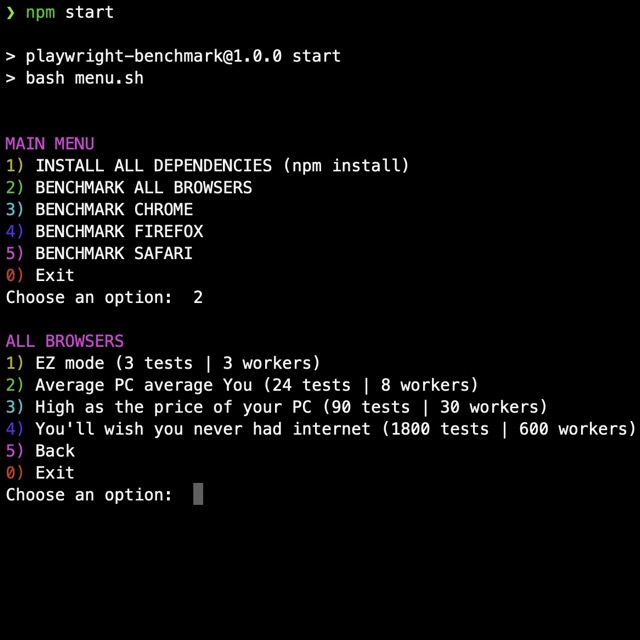 ❯ npm start
> playwright-benchmark@1.0.0 start
> bash menu.sh
MAIN MENU
1) INSTALL ALL DEPENDENCIES (npm install)
2) BENCHMARK ALL BROWSERS
3) BENCHMARK CHROME
4) BENCHMARK FIREFOX
5) BENCHMARK SAFARI
0) Exit
Choose an option:  2
ALL BROWSERS
1) EZ mode (3 tests | 3 workers)
2) Average PC average You (24 tests | 8 workers)
3) High as the price of your PC (90 tests | 30 workers)
4) You'll wish you never had internet (1800 tests | 600 workers)
5) Back
0) Exit
Choose an option: